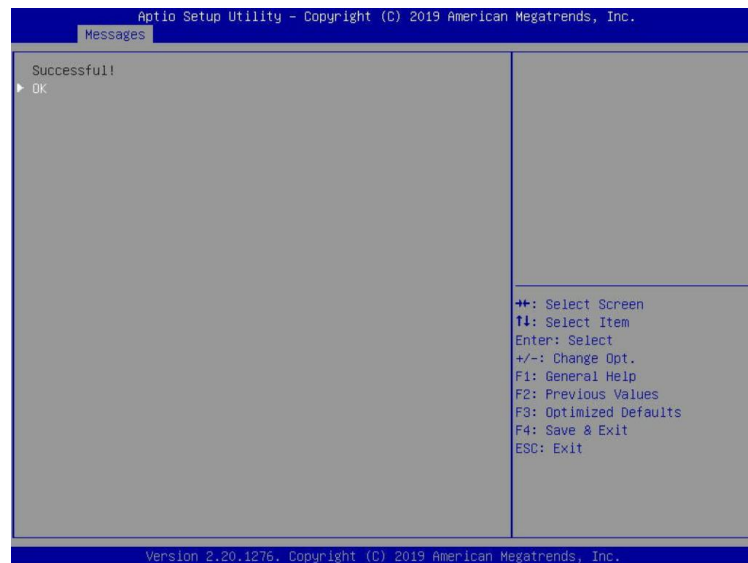 Aptio Setup Utility – Copyright (C) 2019 American Megatrends, Inc.
Messages
Successful!
▶ OK
→←: Select Screen
↑↓: Select Item
Enter: Select
+/-: Change Opt.
F1: General Help
F2: Previous Values
F3: Optimized Defaults
F4: Save & Exit
ESC: Exit
Version 2.20.1276. Copyright (C) 2019 American Megatrends, Inc.